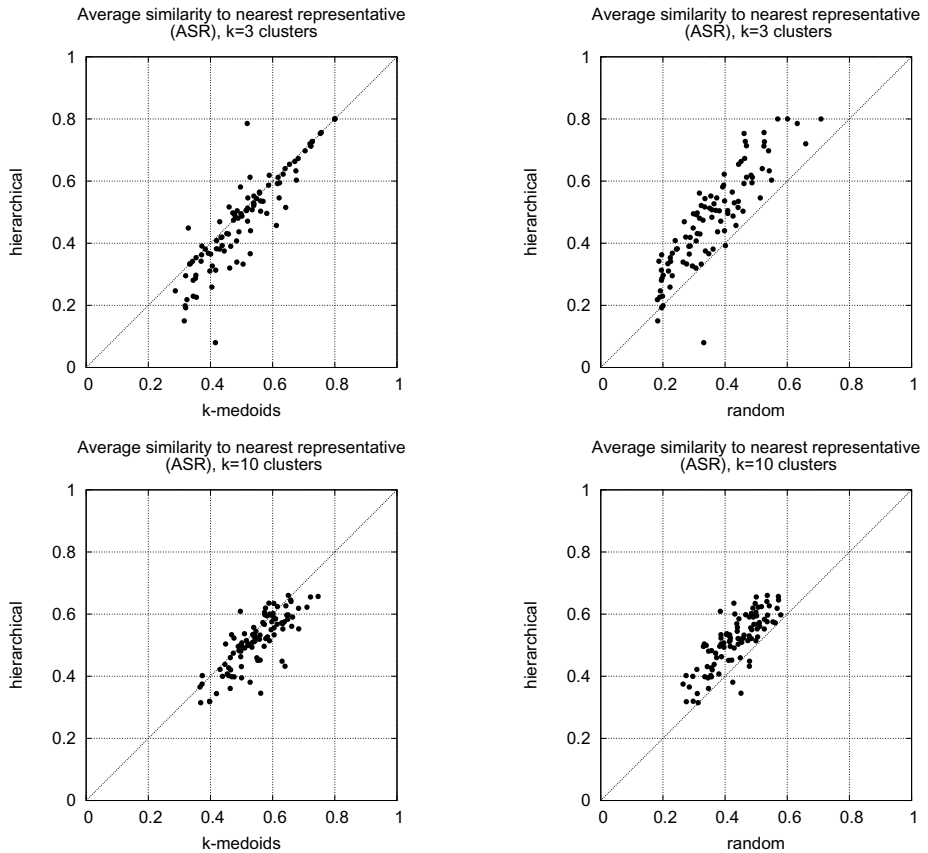 Average similarity to nearest representative
(ASR), k=3 clusters
1
0.8
0.6
0.4
0.2
0
hierarchical
0 0.2 0.4 0.6 0.8 1
k-medoids
Average similarity to nearest representative
(ASR), k=3 clusters
1
0.8
0.6
0.4
0.2
0
hierarchical
0 0.2 0.4 0.6 0.8 1
random
Average similarity to nearest representative
(ASR), k=10 clusters
1
0.8
0.6
0.4
0.2
0
hierarchical
0 0.2 0.4 0.6 0.8 1
k-medoids
Average similarity to nearest representative
(ASR), k=10 clusters
1
0.8
0.6
0.4
0.2
0
hierarchical
0 0.2 0.4 0.6 0.8 1
random